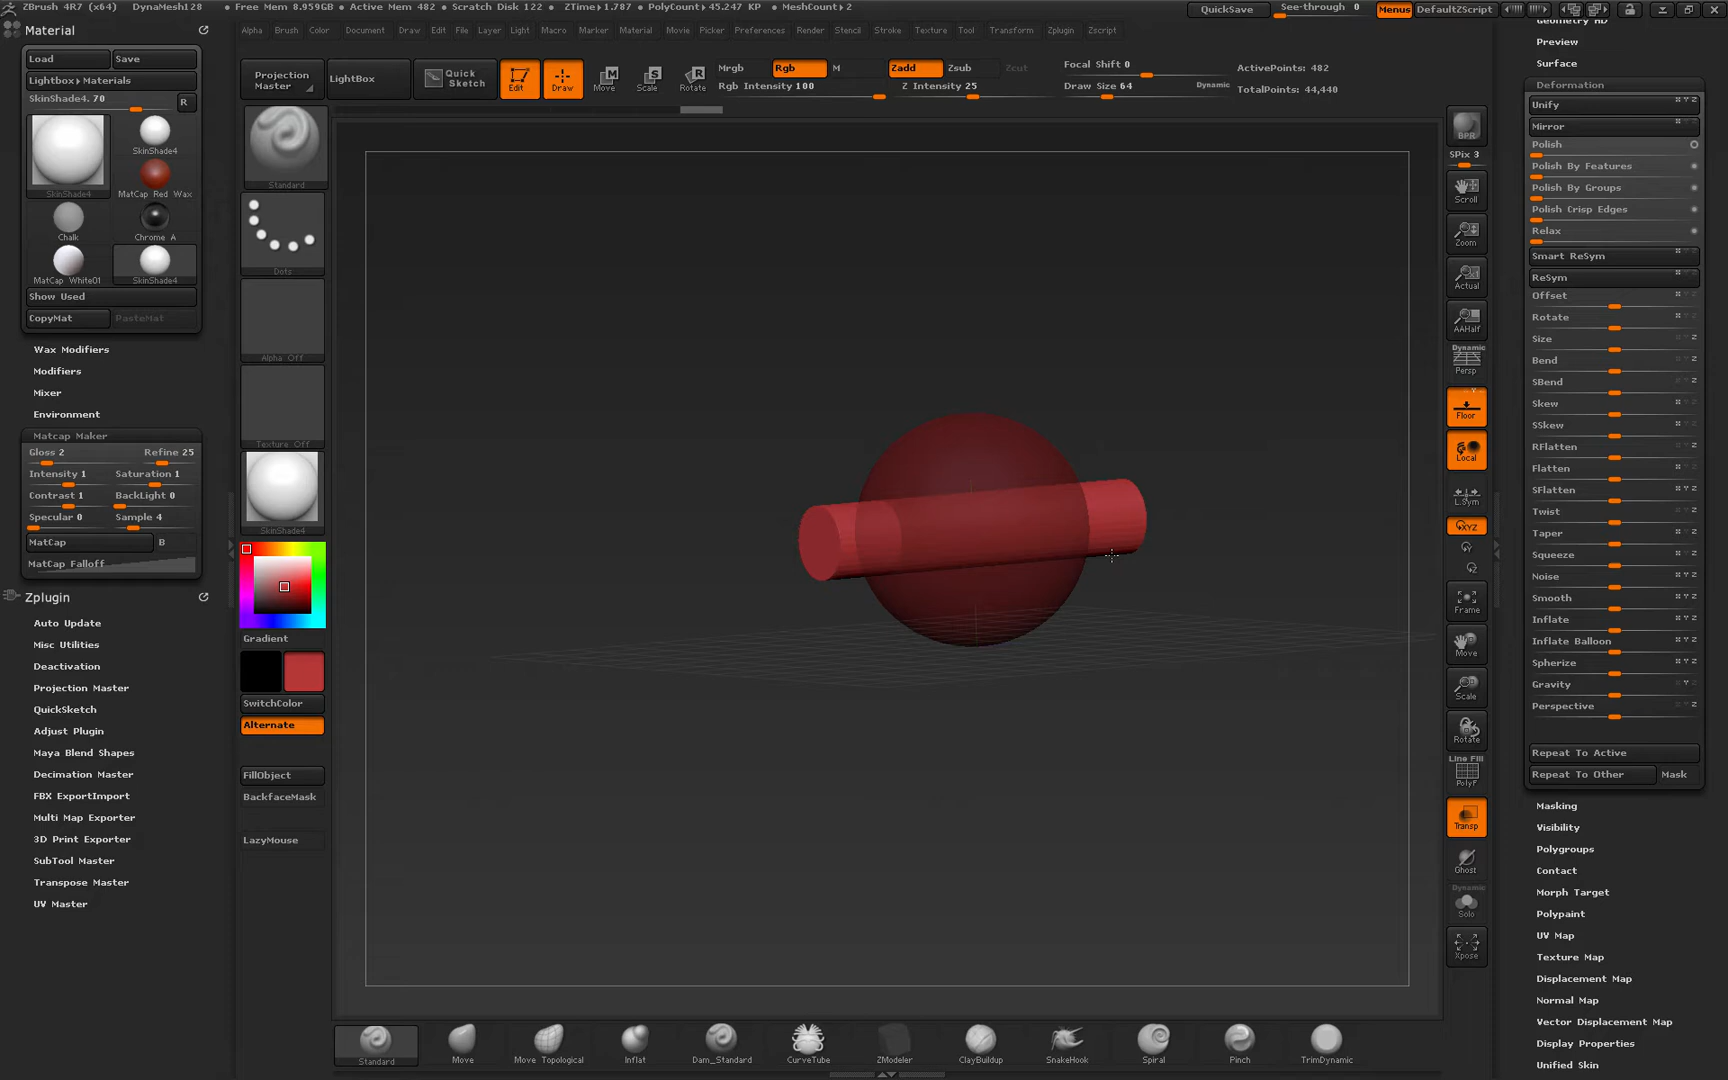 ZBrush 4R7 (x64) DynaMesh128 • Free Mem 8.959GB • Active Mem 482 • Scratch Disk 122 • ZTime▸1.787 • PolyCount▸45.247 KP • MeshCount▸2 QuickSave See-through 0 Menus DefaultZScript
Material
Load Save
Lightbox▸Materials
SkinShade4. 70 R
SkinShade4 SkinShade4
MatCap Red Wax
Chalk Chrome A
MatCap White01 SkinShade4
Show Used
CopyMat PasteMat
Wax Modifiers
Modifiers
Mixer
Environment
Matcap Maker
Gloss 2 Refine 25
Intensity 1 Saturation 1
Contrast 1 BackLight 0
Specular 0 Sample 4
MatCap B
MatCap Falloff
Zplugin
Auto Update
Misc Utilities
Deactivation
Projection Master
QuickSketch
Adjust Plugin
Maya Blend Shapes
Decimation Master
FBX ExportImport
Multi Map Exporter
3D Print Exporter
SubTool Master
Transpose Master
UV Master
Alpha Brush Color Document Draw Edit File Layer Light Macro Marker Material Movie Picker Preferences Render Stencil Stroke Texture Tool Transform Zplugin Zscript
Projection Master
LightBox
Quick Sketch
Edit Draw Move Scale Rotate
Mrgb Rgb M Zadd Zsub Zcut
Rgb Intensity 100 Z Intensity 25
Focal Shift 0
Draw Size 64 Dynamic
ActivePoints: 482
TotalPoints: 44,440
Standard
Dots
Alpha Off
Texture Off
SkinShade4
Gradient
SwitchColor
Alternate
FillObject
BackfaceMask
LazyMouse
BPR
SPix 3
Scroll
Zoom
Actual
AAHalf
Dynamic
Persp
Floor
Local
L.Sym
XYZ
Frame
Move
Scale
Rotate
Line Fill
PolyF
Transp
Ghost
Dynamic
Solo
Xpose
Standard Move Move Topological Inflat Dam_Standard CurveTube ZModeler ClayBuildup SnakeHook Spiral Pinch TrimDynamic
Geometry HD
Preview
Surface
Deformation
Unify
Mirror
Polish
Polish By Features
Polish By Groups
Polish Crisp Edges
Relax
Smart ReSym
ReSym
Offset
Rotate
Size
Bend
SBend
Skew
SSkew
RFlatten
Flatten
SFlatten
Twist
Taper
Squeeze
Noise
Smooth
Inflate
Inflate Balloon
Spherize
Gravity
Perspective
Repeat To Active
Repeat To Other Mask
Masking
Visibility
Polygroups
Contact
Morph Target
Polypaint
UV Map
Texture Map
Displacement Map
Normal Map
Vector Displacement Map
Display Properties
Unified Skin